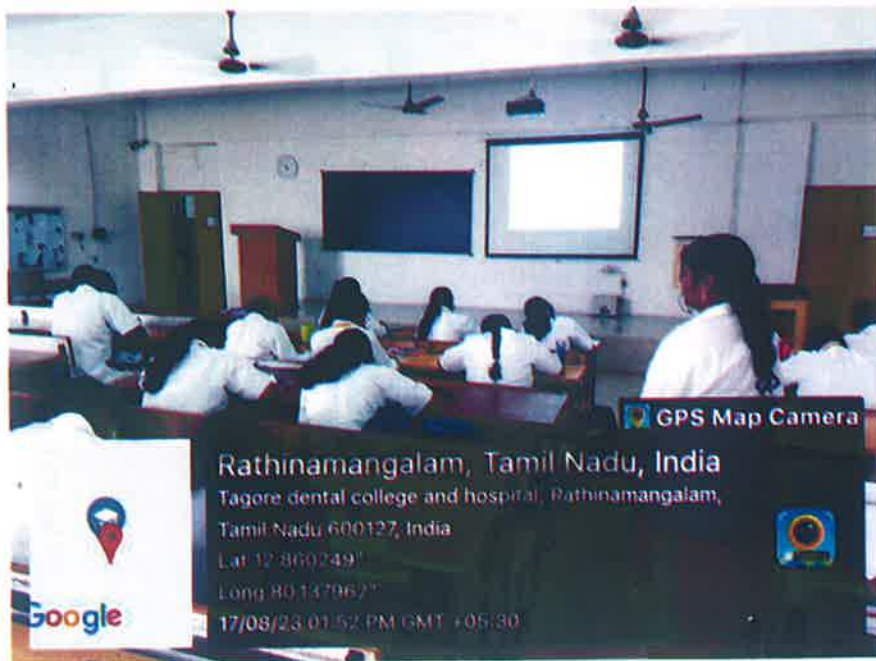 GPS Map Camera
Rathinamangalam, Tamil Nadu, India
Tagore dental college and hospital, Rathinamangalam,
Tamil Nadu 600127, India
Lat 12.860249°
Long 80.137962°
17/08/23 01:52 PM GMT +05:30
Google